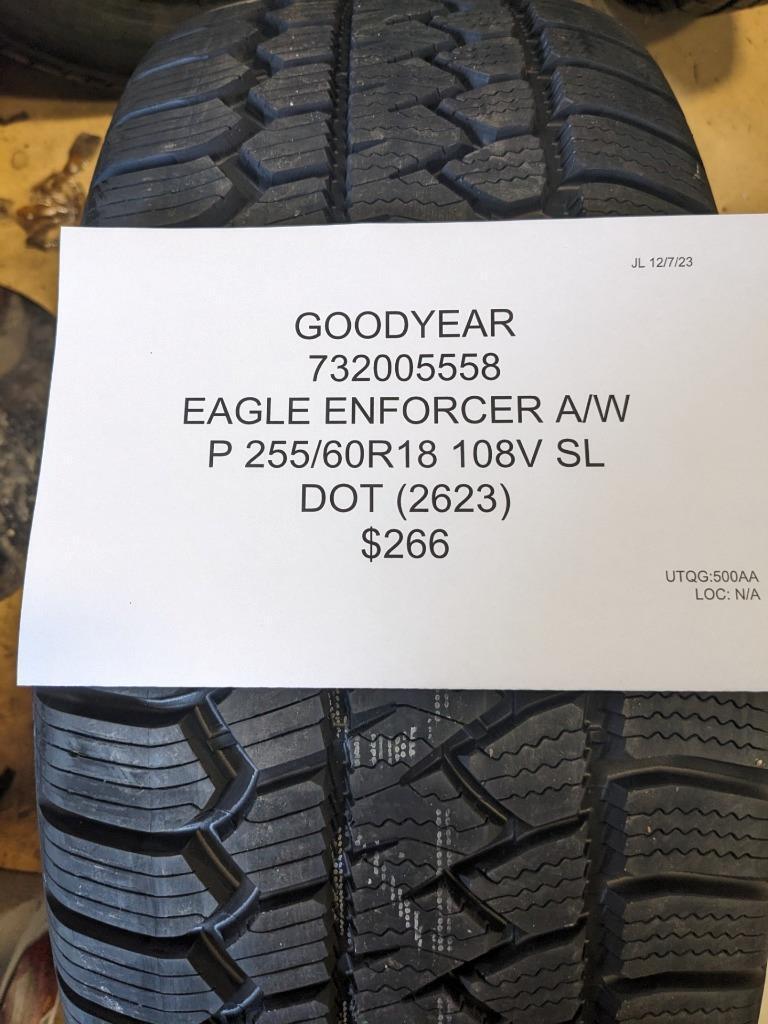 JL 12/7/23
GOODYEAR
732005558
EAGLE ENFORCER A/W
P 255/60R18 108V SL
DOT (2623)
$266
UTQG:500AA
LOC: N/A